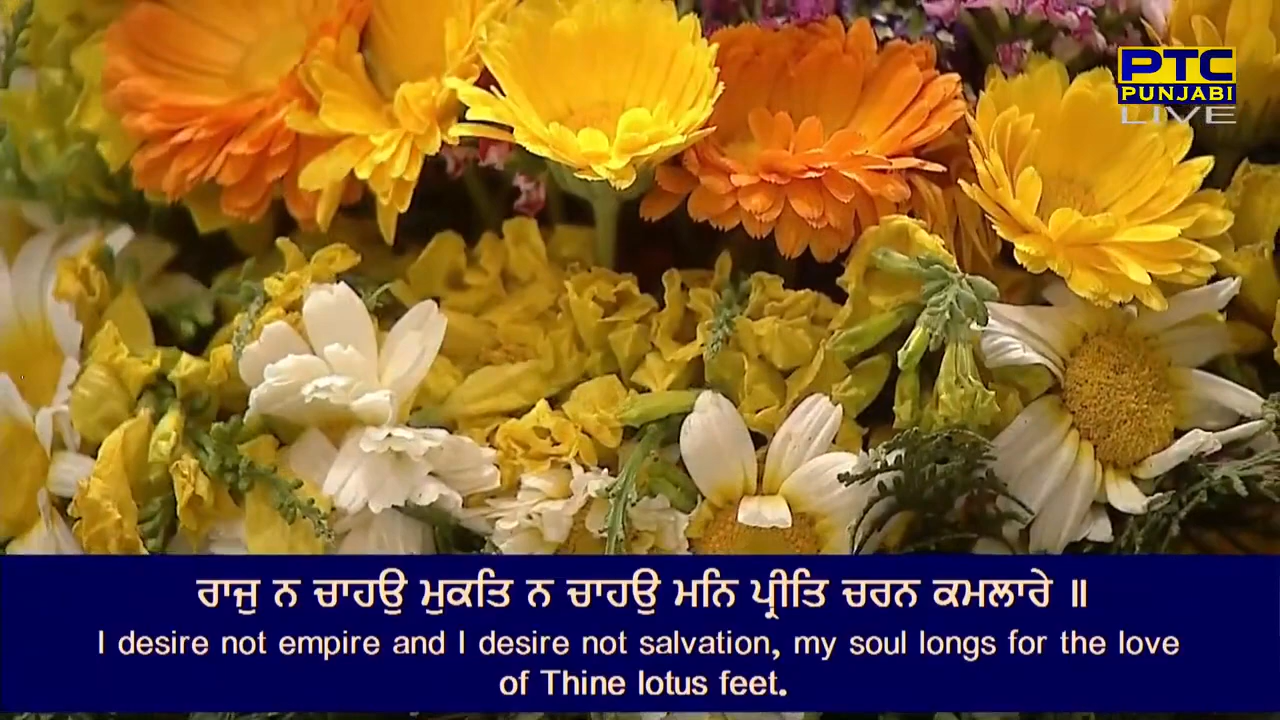 PTC
PUNJABI
LIVE
ਰਾਜੁ ਨ ਚਾਹਉ ਮੁਕਤਿ ਨ ਚਾਹਉ ਮਨਿ ਪ੍ਰੀਤਿ ਚਰਨ ਕਮਲਾਰੇ ॥
I desire not empire and I desire not salvation, my soul longs for the love
of Thine lotus feet.